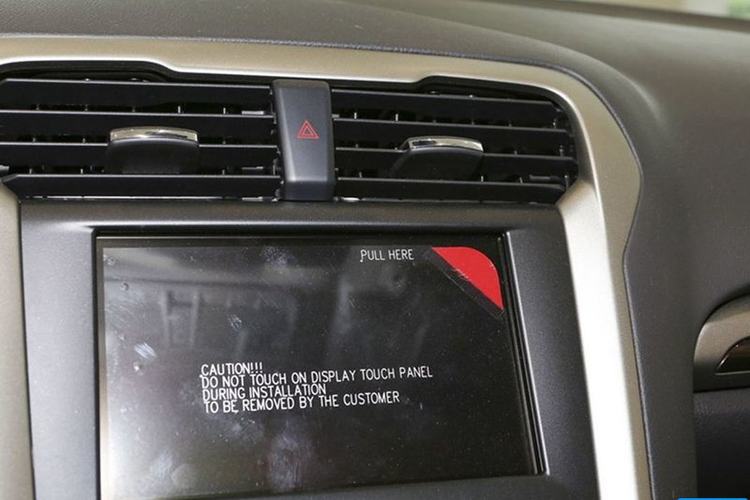 PULL HERE
CAUTION!!!
DO NOT TOUCH ON DISPLAY TOUCH PANEL
DURING INSTALLATION
TO BE REMOVED BY THE CUSTOMER